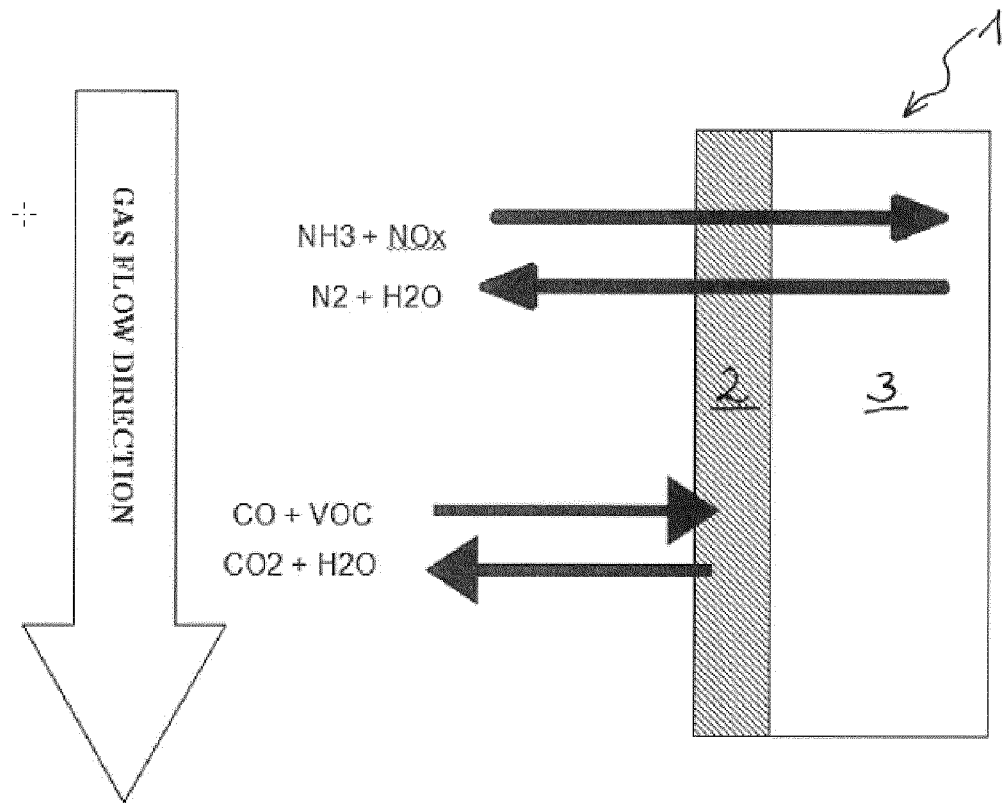 1
GAS FLOW DIRECTION
NH3 + NOx
N2 + H2O
2
3
CO + VOC
CO2 + H2O